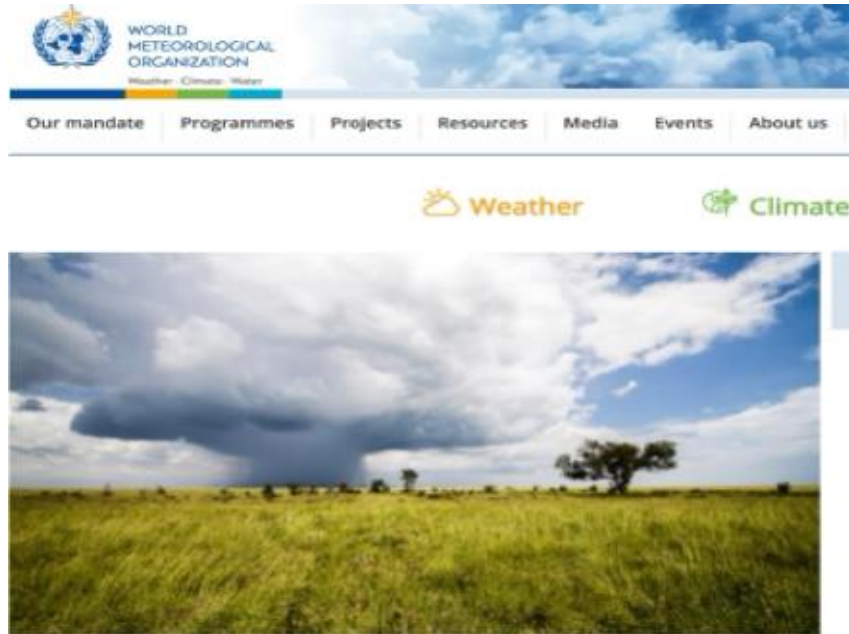 WORLD
METEOROLOGICAL
ORGANIZATION
Weather · Climate · Water
Our mandate Programmes Projects Resources Media Events About us
Weather Climate